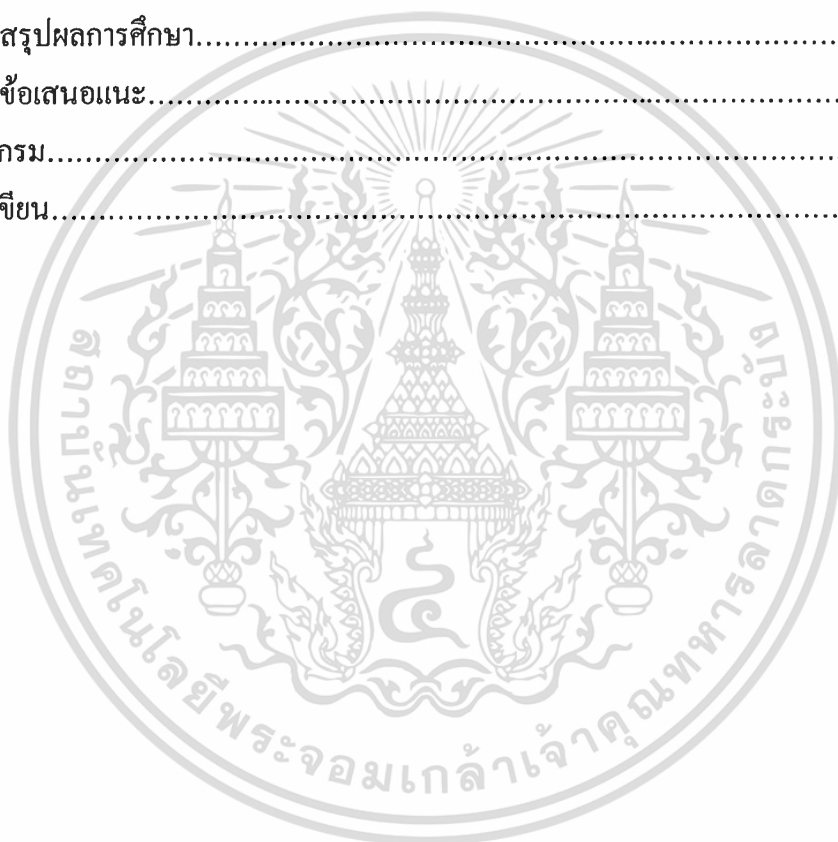 สรุปผลการศึกษา...............................................................................
ข้อเสนอแนะ...............................................................................
กรม...............................................................................
ขียน...............................................................................
สถาบันเทคโนโลยีพระจอมเกล้าเจ้าคุณทหารลาดกระบัง
๔